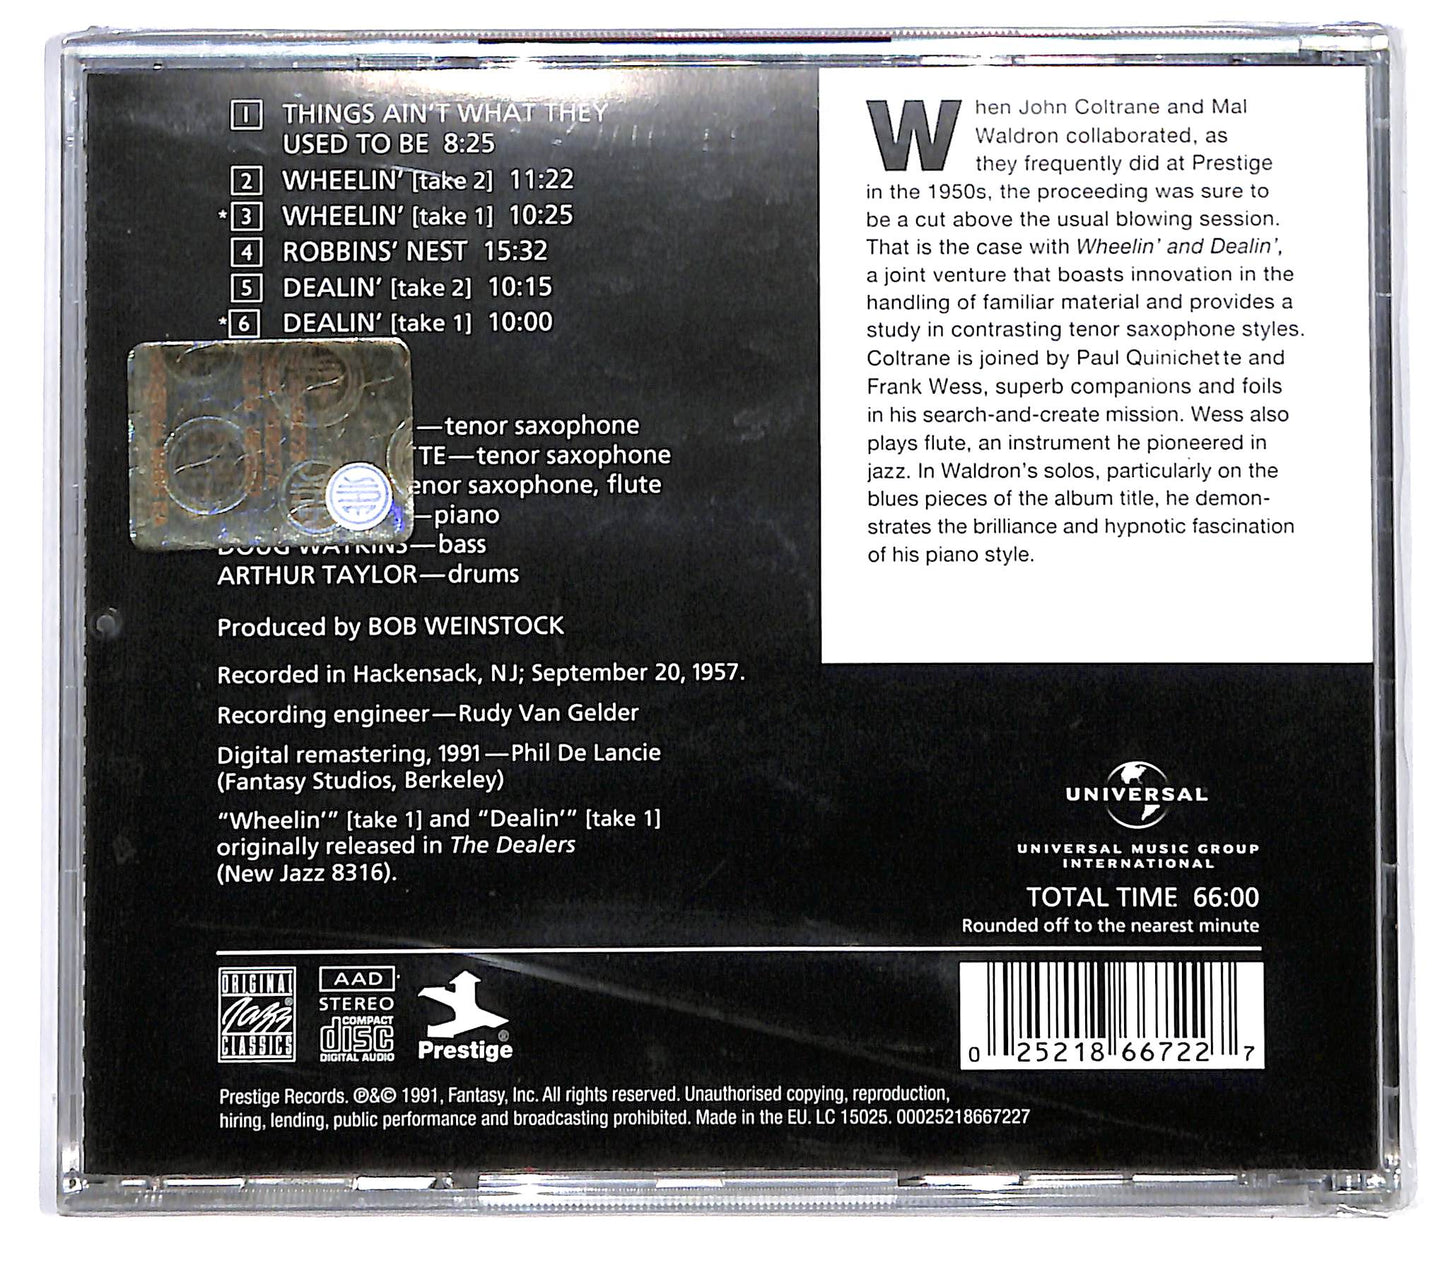 1 THINGS AIN'T WHAT THEY
USED TO BE 8:25
2 WHEELIN' [take 2] 11:22
*3 WHEELIN' [take 1] 10:25
4 ROBBINS' NEST 15:32
5 DEALIN' [take 2] 10:15
*6 DEALIN' [take 1] 10:00
—tenor saxophone
TTE—tenor saxophone
enor saxophone, flute
—piano
DOUG WATKINS—bass
ARTHUR TAYLOR—drums
SIAE
Produced by BOB WEINSTOCK
Recorded in Hackensack, NJ; September 20, 1957.
Recording engineer—Rudy Van Gelder
Digital remastering, 1991—Phil De Lancie
(Fantasy Studios, Berkeley)
"Wheelin'" [take 1] and "Dealin'" [take 1]
originally released in The Dealers
(New Jazz 8316).
When John Coltrane and Mal
Waldron collaborated, as
they frequently did at Prestige
in the 1950s, the proceeding was sure to
be a cut above the usual blowing session.
That is the case with Wheelin' and Dealin',
a joint venture that boasts innovation in the
handling of familiar material and provides a
study in contrasting tenor saxophone styles.
Coltrane is joined by Paul Quinichette and
Frank Wess, superb companions and foils
in his search-and-create mission. Wess also
plays flute, an instrument he pioneered in
jazz. In Waldron's solos, particularly on the
blues pieces of the album title, he demon-
strates the brilliance and hypnotic fascination
of his piano style.
UNIVERSAL
UNIVERSAL MUSIC GROUP
INTERNATIONAL
TOTAL TIME 66:00
Rounded off to the nearest minute
ORIGINAL
Jazz®
CLASSICS
AAD
STEREO
COMPACT
disc
DIGITAL AUDIO
Prestige®
0 25218 66722 7
Prestige Records. ℗&© 1991, Fantasy, Inc. All rights reserved. Unauthorised copying, reproduction,
hiring, lending, public performance and broadcasting prohibited. Made in the EU. LC 15025. 00025218667227